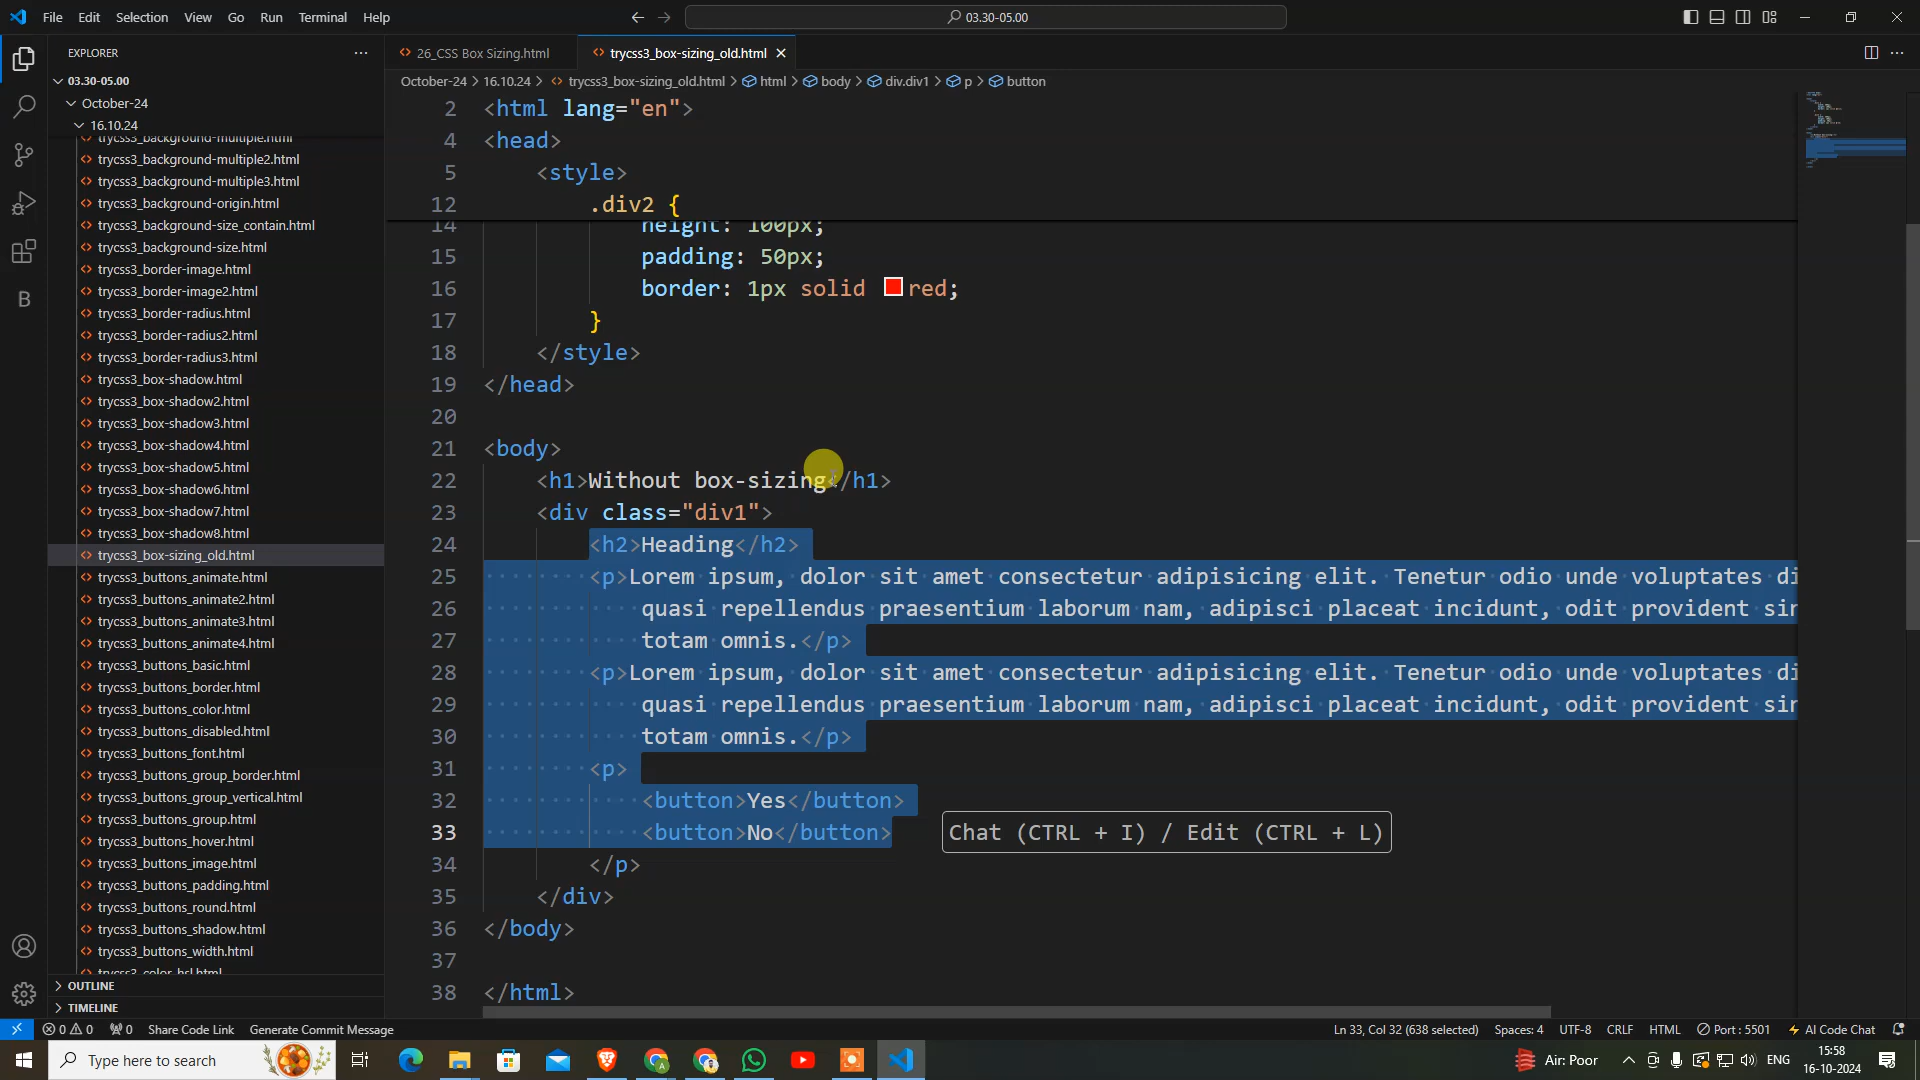 File Edit Selection View Go Run Terminal Help
03.30-05.00
EXPLORER
03.30-05.00
October-24
16.10.24
trycss3_background-multiple.html
trycss3_background-multiple2.html
trycss3_background-multiple3.html
trycss3_background-origin.html
trycss3_background-size_contain.html
trycss3_background-size.html
trycss3_border-image.html
trycss3_border-image2.html
trycss3_border-radius.html
trycss3_border-radius2.html
trycss3_border-radius3.html
trycss3_box-shadow.html
trycss3_box-shadow2.html
trycss3_box-shadow3.html
trycss3_box-shadow4.html
trycss3_box-shadow5.html
trycss3_box-shadow6.html
trycss3_box-shadow7.html
trycss3_box-shadow8.html
trycss3_box-sizing_old.html
trycss3_buttons_animate.html
trycss3_buttons_animate2.html
trycss3_buttons_animate3.html
trycss3_buttons_animate4.html
trycss3_buttons_basic.html
trycss3_buttons_border.html
trycss3_buttons_color.html
trycss3_buttons_disabled.html
trycss3_buttons_font.html
trycss3_buttons_group_border.html
trycss3_buttons_group_vertical.html
trycss3_buttons_group.html
trycss3_buttons_hover.html
trycss3_buttons_image.html
trycss3_buttons_padding.html
trycss3_buttons_round.html
trycss3_buttons_shadow.html
trycss3_buttons_width.html
trycss3_color_hsl.html
OUTLINE
TIMELINE
26_CSS Box Sizing.html trycss3_box-sizing_old.html
October-24 > 16.10.24 > trycss3_box-sizing_old.html > html > body > div.div1 > p > button
2 <html lang="en">
4 <head>
5 <style>
12 .div2 {
14 height: 100px;
15 padding: 50px;
16 border: 1px solid red;
17 }
18 </style>
19 </head>
20
21 <body>
22 <h1>Without box-sizing</h1>
23 <div class="div1">
24 <h2>Heading</h2>
25 <p>Lorem ipsum, dolor sit amet consectetur adipisicing elit. Tenetur odio unde voluptates di
26 quasi repellendus praesentium laborum nam, adipisci placeat incidunt, odit provident sin
27 totam omnis.</p>
28 <p>Lorem ipsum, dolor sit amet consectetur adipisicing elit. Tenetur odio unde voluptates di
29 quasi repellendus praesentium laborum nam, adipisci placeat incidunt, odit provident sin
30 totam omnis.</p>
31 <p>
32 <button>Yes</button>
33 <button>No</button> Chat (CTRL + I) / Edit (CTRL + L)
34 </p>
35 </div>
36 </body>
37
38 </html>
0 0 0 Share Code Link Generate Commit Message Ln 33, Col 32 (638 selected) Spaces: 4 UTF-8 CRLF HTML Port : 5501 AI Code Chat
Type here to search Air: Poor ENG 15:58
16-10-2024